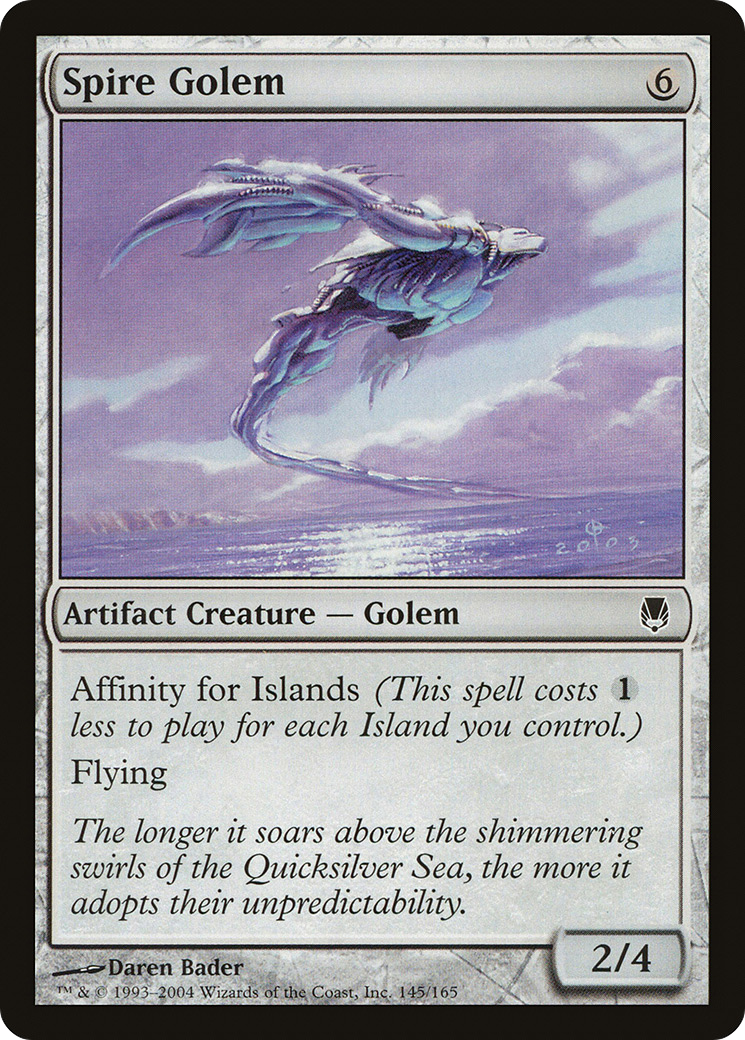 Spire Golem 6
2003
Artifact Creature — Golem
Affinity for Islands (This spell costs 1
less to play for each Island you control.)
Flying
The longer it soars above the shimmering
swirls of the Quicksilver Sea, the more it
adopts their unpredictability.
2/4
Daren Bader
™ & © 1993–2004 Wizards of the Coast, Inc. 145/165